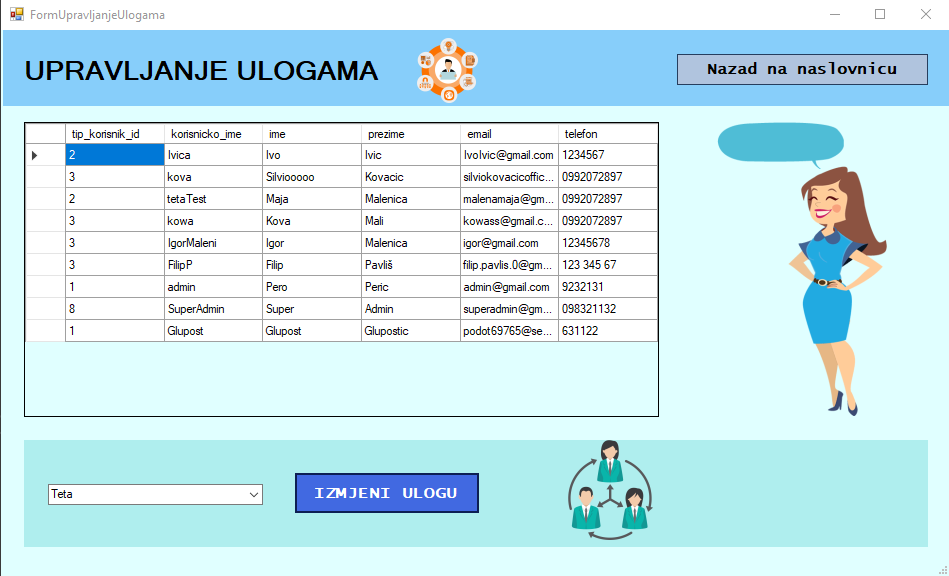 FormUpravljanjeUlogama
UPRAVLJANJE ULOGAMA
Nazad na naslovnicu
tip_korisnik_id korisnicko_ime ime prezime email telefon
2 Ivica Ivo Ivic IvoIvic@gmail.com 1234567
3 kova Silviooooo Kovacic silviokovacicoffic... 0992072897
2 tetaTest Maja Malenica malenamaja@gm... 0992072897
3 kowa Kova Mali kowass@gmail.c... 0992072897
3 IgorMaleni Igor Malenica igor@gmail.com 12345678
3 FilipP Filip Pavliš filip.pavlis.0@gm... 123 345 67
1 admin Pero Peric admin@gmail.com 9232131
8 SuperAdmin Super Admin superadmin@gm... 098321132
1 Glupost Glupost Glupostic podot69765@se... 631122
Teta
IZMJENI ULOGU